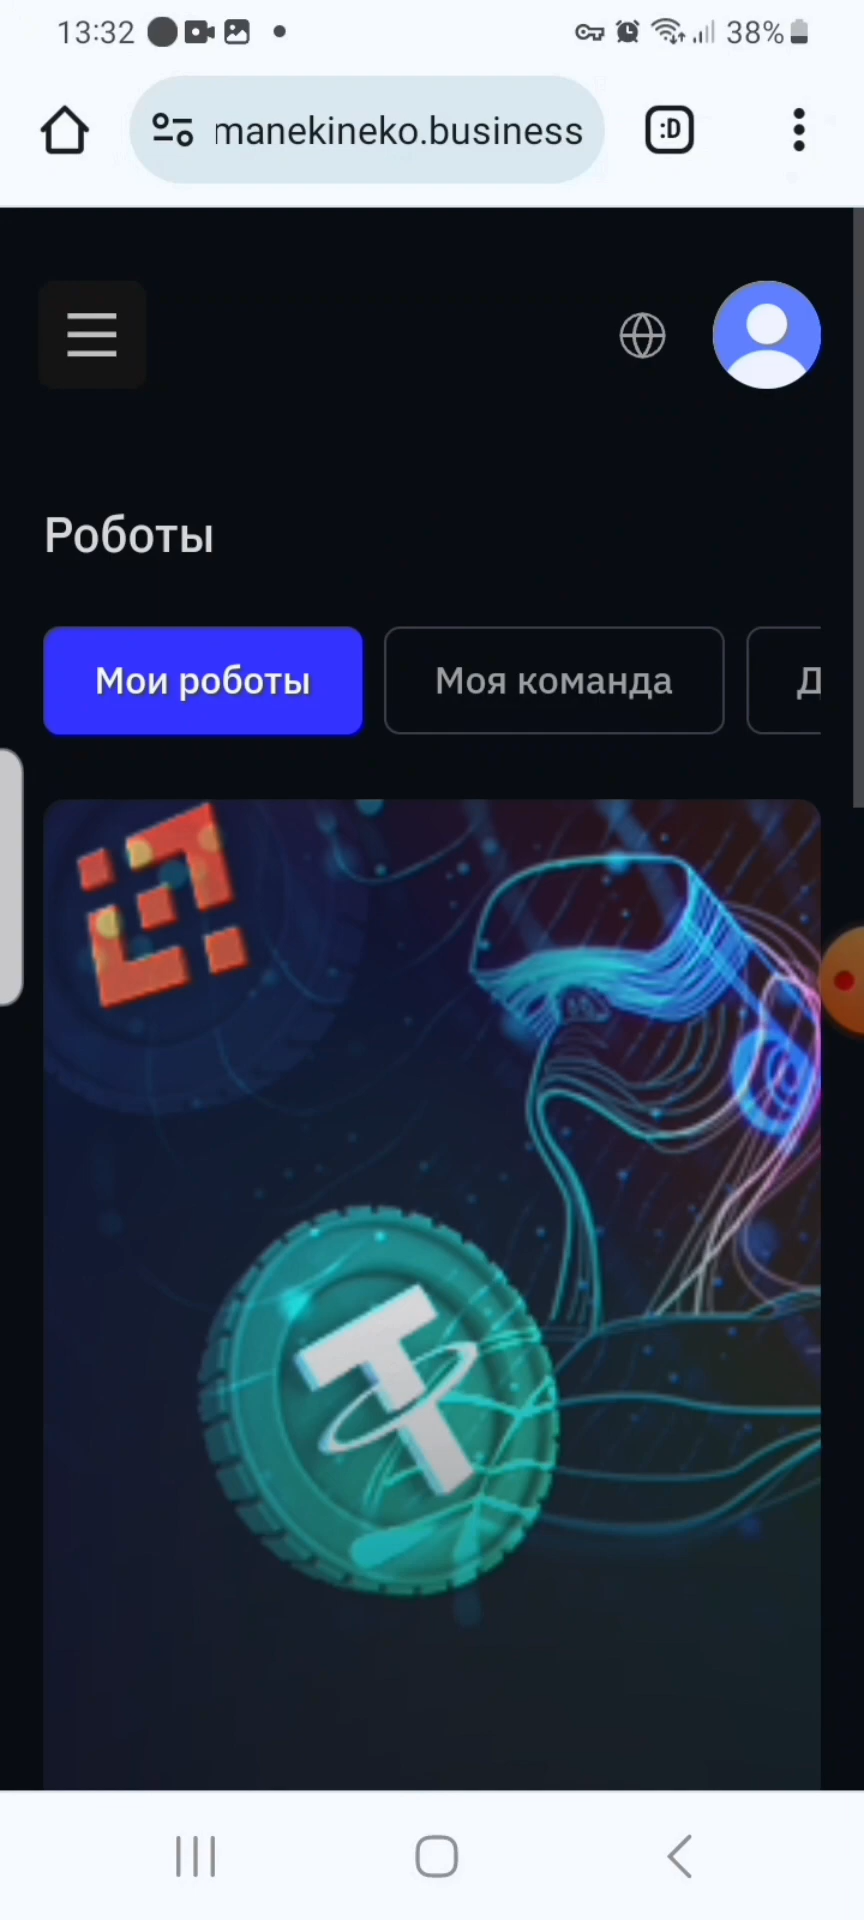 13:32
38%
manekineko.business
:D
Роботы
Мои роботы
Моя команда
Д